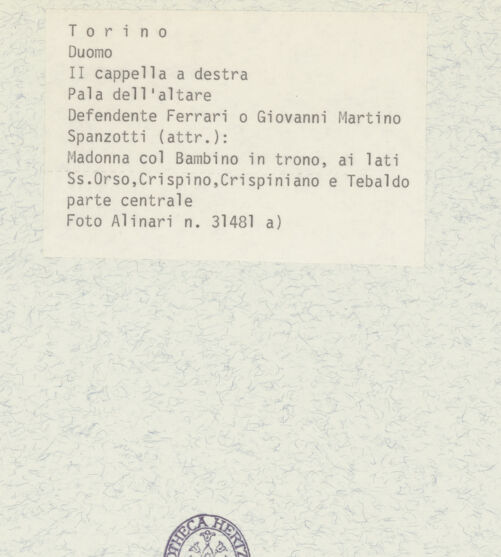 T o r i n o
Duomo
II cappella a destra
Pala dell'altare
Defendente Ferrari o Giovanni Martino
Spanzotti (attr.):
Madonna col Bambino in trono, ai lati
Ss.Orso,Crispino,Crispiniano e Tebaldo
parte centrale
Foto Alinari n. 31481 a)